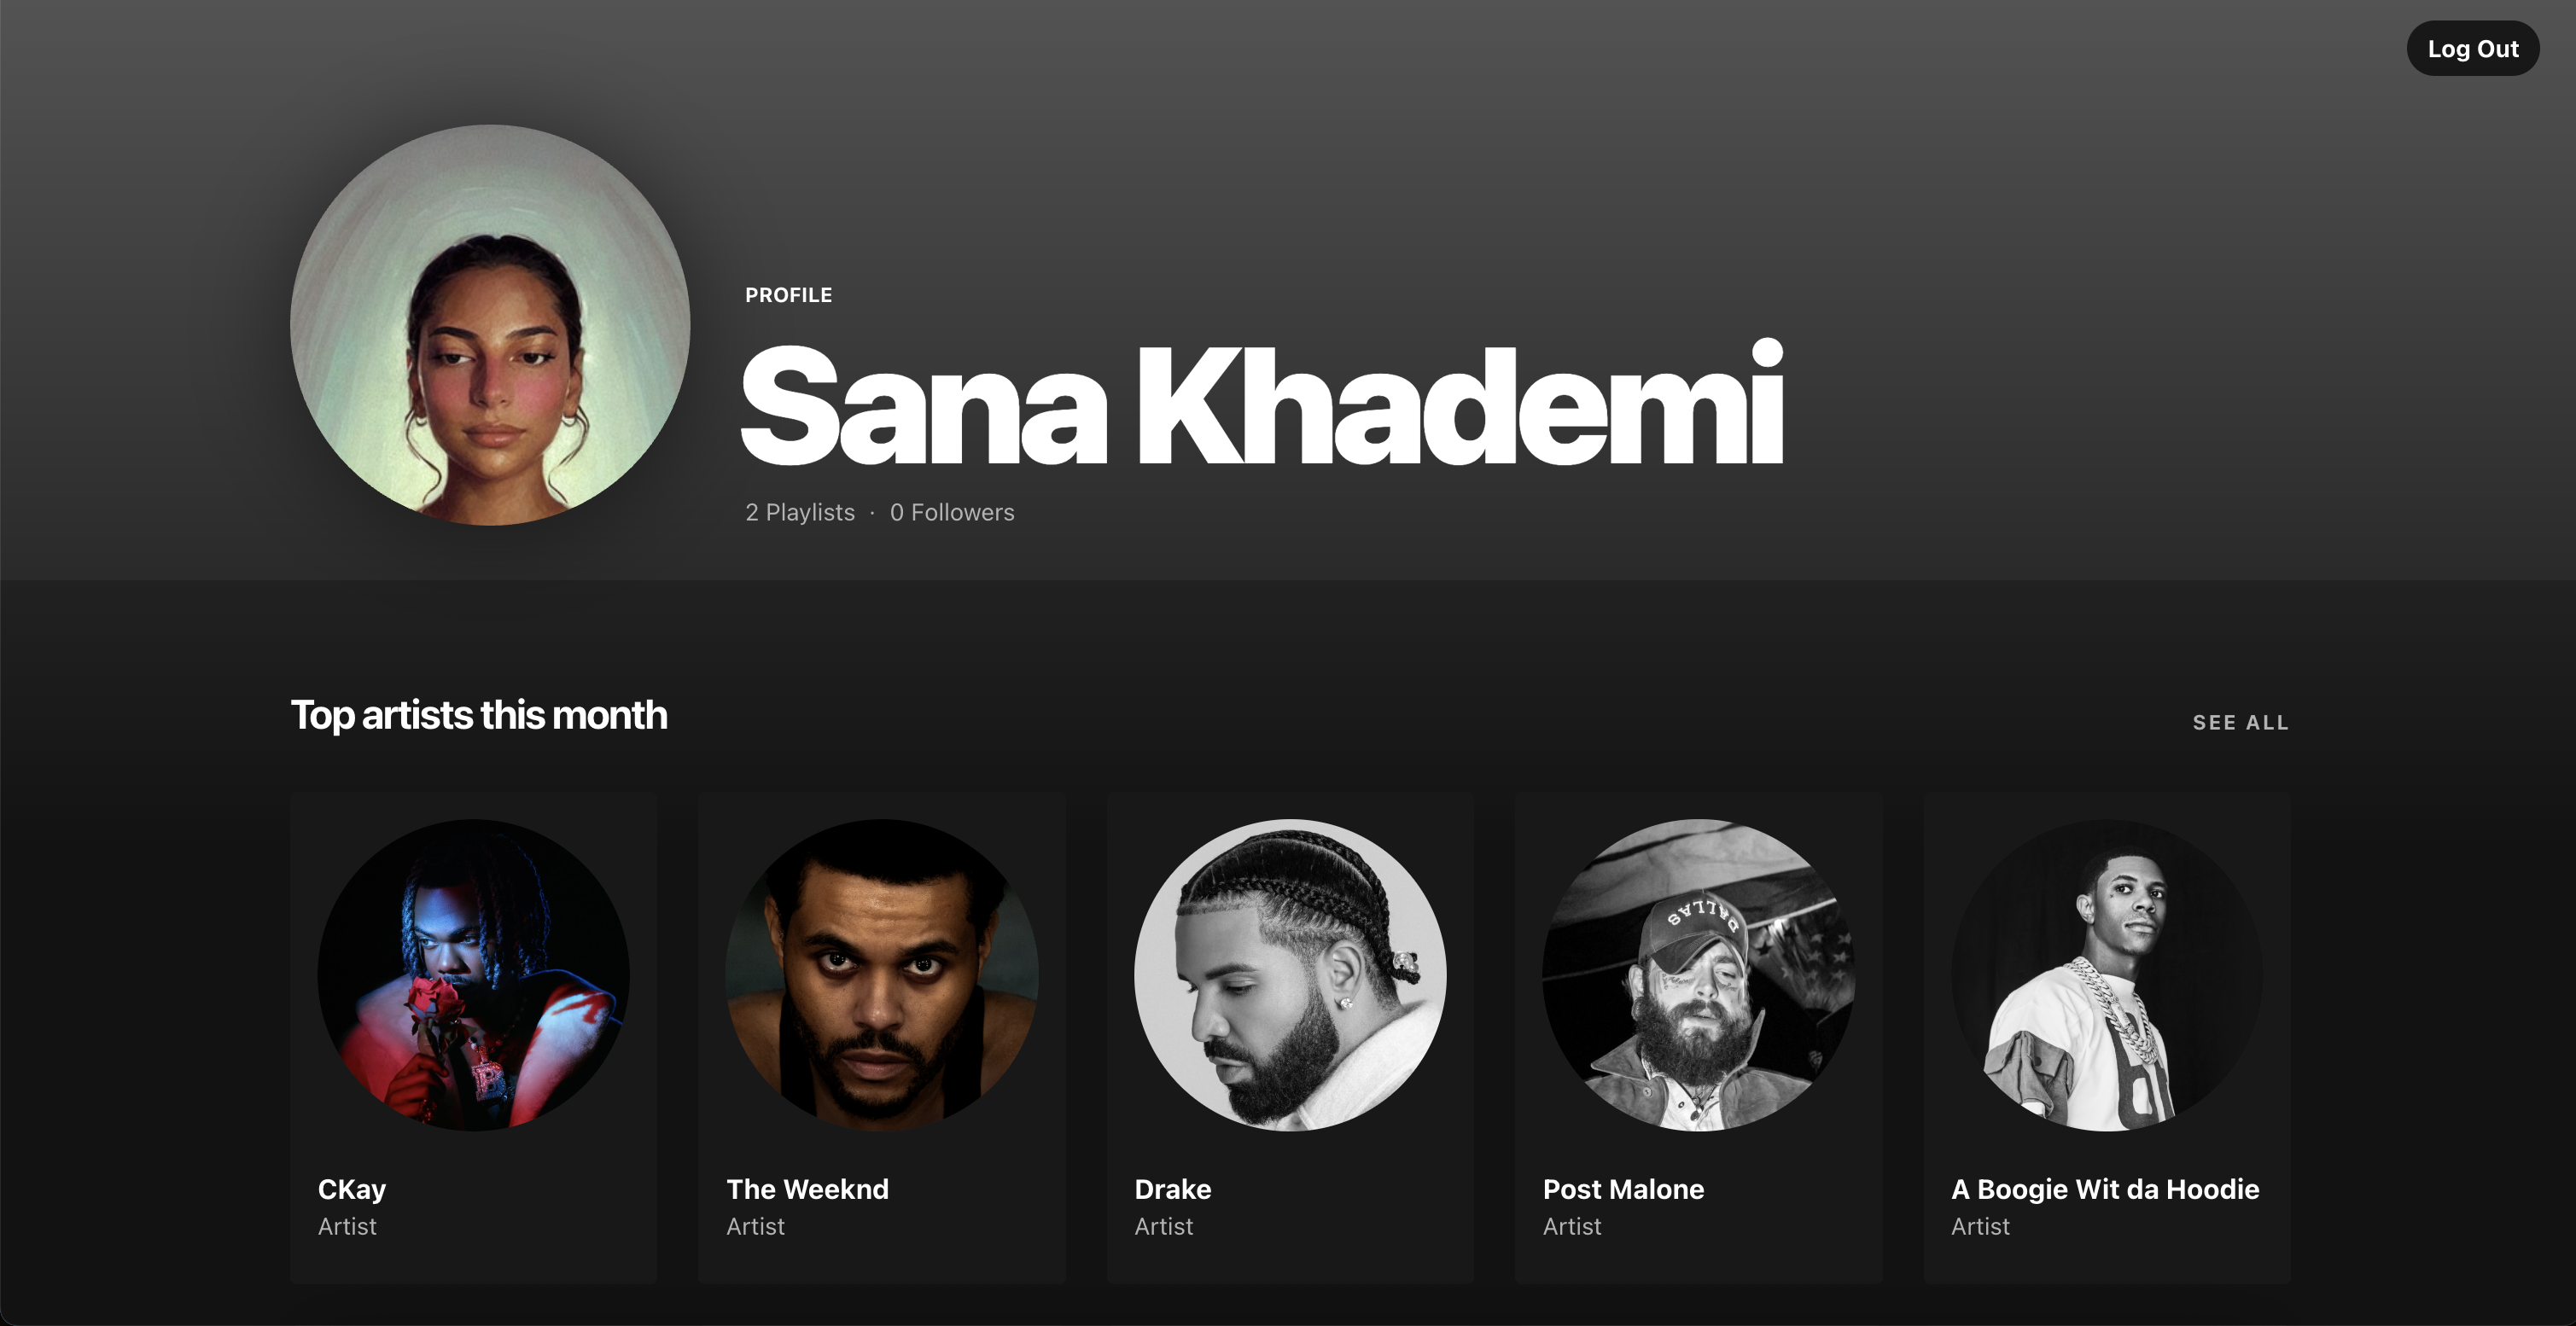 Log Out
PROFILE
Sana Khademi
2 Playlists · 0 Followers
Top artists this month
SEE ALL
DALLAS
CKay
Artist
The Weeknd
Artist
Drake
Artist
Post Malone
Artist
A Boogie Wit da Hoodie
Artist